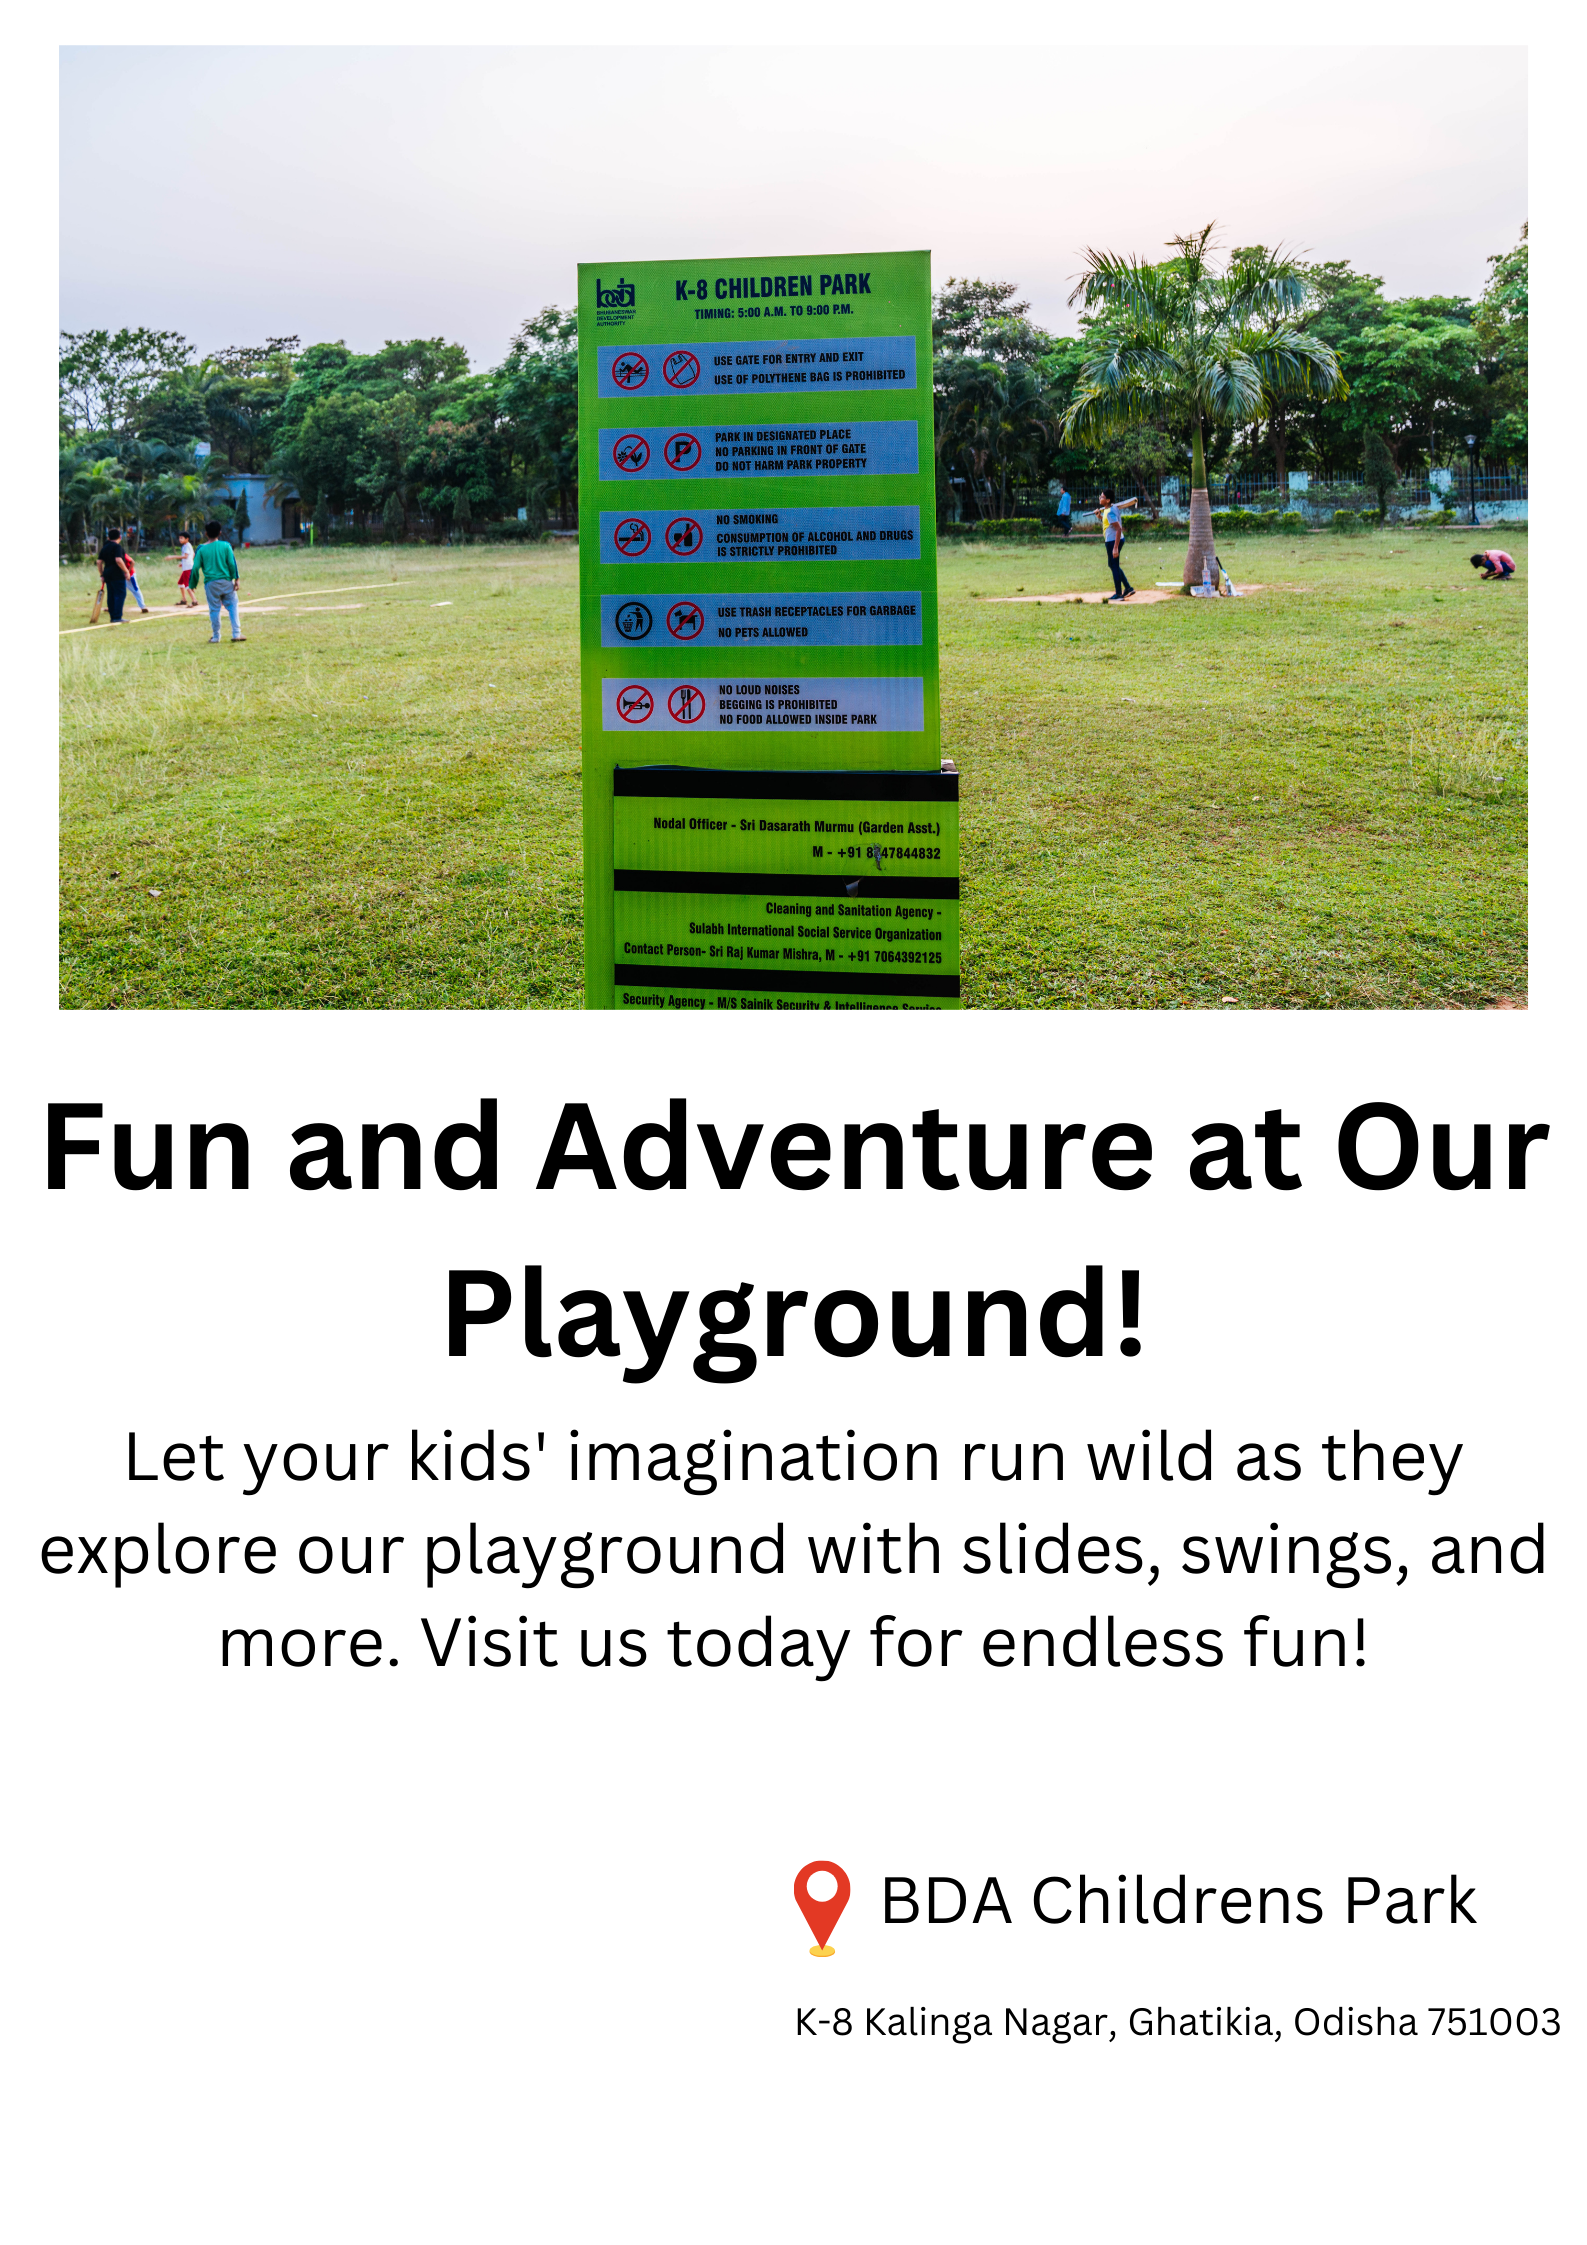 bda
BHUBANESWAR
DEVELOPMENT
AUTHORITY
K-8 CHILDREN PARK
TIMING: 5:00 A.M. TO 9:00 P.M.
USE GATE FOR ENTRY AND EXIT
USE OF POLYTHENE BAG IS PROHIBITED
PARK IN DESIGNATED PLACE
NO PARKING IN FRONT OF GATE
DO NOT HARM PARK PROPERTY
NO SMOKING
CONSUMPTION OF ALCOHOL AND DRUGS
IS STRICTLY PROHIBITED
USE TRASH RECEPTACLES FOR GARBAGE
NO PETS ALLOWED
NO LOUD NOISES
BEGGING IS PROHIBITED
NO FOOD ALLOWED INSIDE PARK
Nodal Officer - Sri Dasarath Murmu (Garden Asst.)
M - +91
Cleaning and Sanitation Agency -
Sulabh International Social Service Organization
Contact Person- Sri Raj Kumar Mishra, M - +91 7064392125
Security Agency - M/S Sainik Security & Intelligence Service
Fun and Adventure at Our
Playground!
Let your kids' imagination run wild as they
explore our playground with slides, swings, and
more. Visit us today for endless fun!
BDA Childrens Park
K-8 Kalinga Nagar, Ghatikia, Odisha 751003